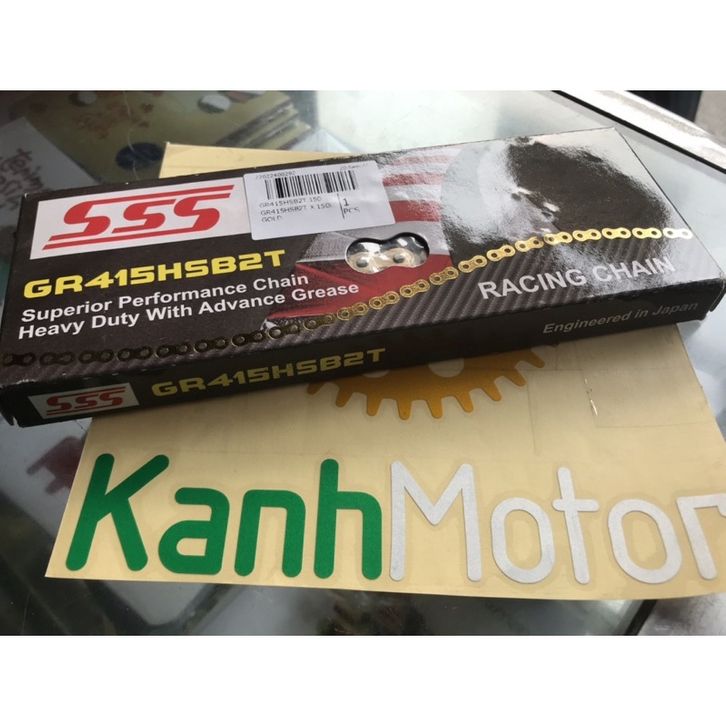 SSS
GR415HSB2T 150
GR415HSB2T X 150L
GOLD
1
PCS
GR415HSB2T
Superior Performance Chain
Heavy Duty With Advance Grease
RACING CHAIN
Engineered in Japan
SSS
GR415HSB2T
KanhMotor